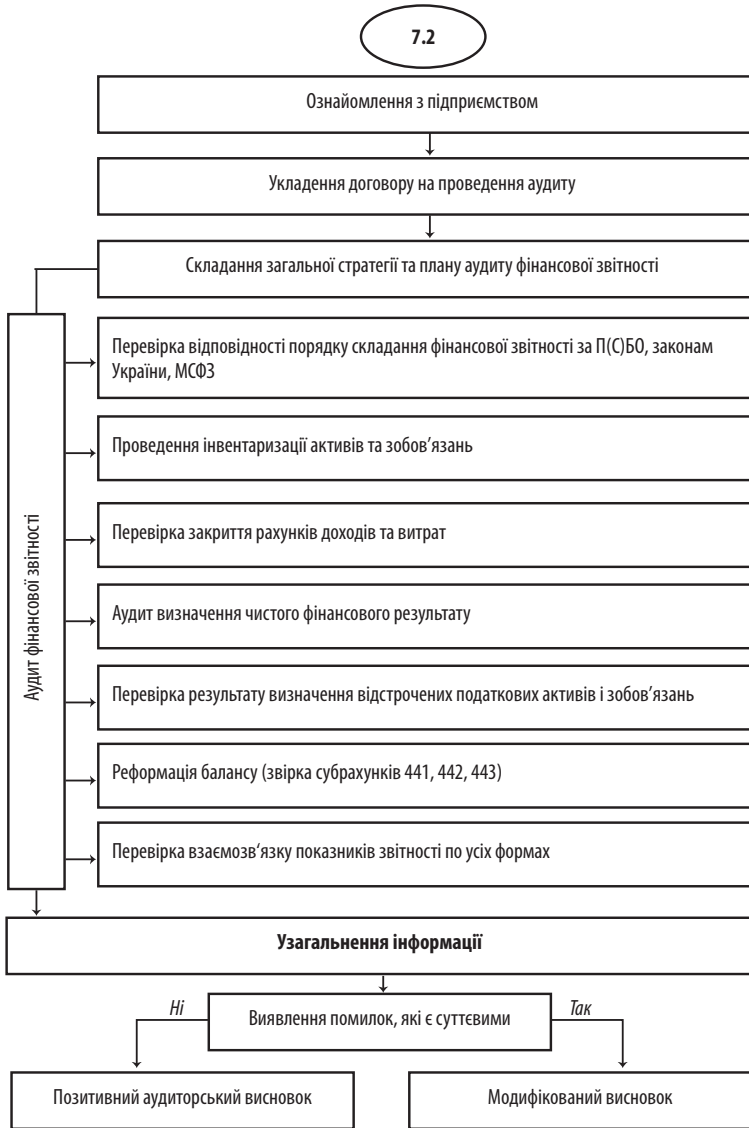 7.2
Ознайомлення з підприємством
Укладення договору на проведення аудиту
Складання загальної стратегії та плану аудиту фінансової звітності
Аудит фінансової звітності
Перевірка відповідності порядку складання фінансової звітності за П(С)БО, законам
України, МСФЗ
Проведення інвентаризації активів та зобов’язань
Перевірка закриття рахунків доходів та витрат
Аудит визначення чистого фінансового результату
Перевірка результату визначення відстрочених податкових активів і зобов’язань
Реформація балансу (звірка субрахунків 441, 442, 443)
Перевірка взаємозв‘язку показників звітності по усіх формах
Узагальнення інформації
Ні
Виявлення помилок, які є суттєвими
Так
Позитивний аудиторський висновок
Модифікований висновок